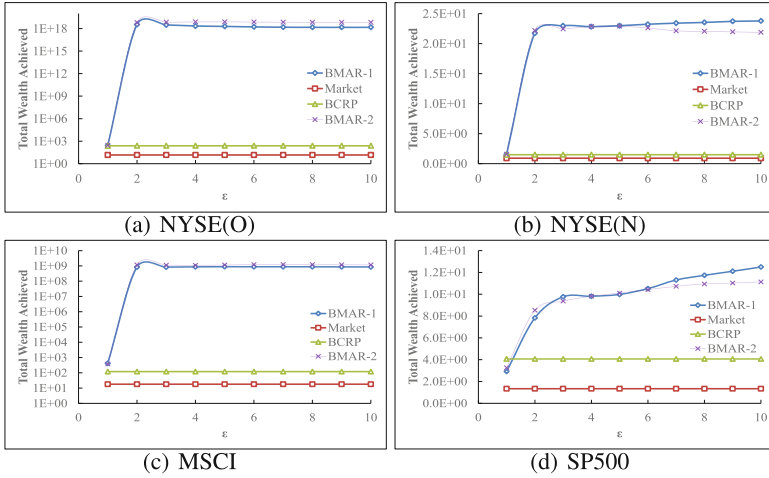 Total Wealth Achieved
1E+18
1E+15
1E+12
1E+09
1E+06
1E+03
1E+00
0 2 4 6 8 10
ε
BMAR-1
Market
BCRP
BMAR-2
(a) NYSE(O)
Total Wealth Achieved
2.5E+01
2.0E+01
1.5E+01
1.0E+01
5.0E+00
0.0E+00
0 2 4 6 8 10
ε
BMAR-1
Market
BCRP
BMAR-2
(b) NYSE(N)
Total Wealth Achieved
1E+10
1E+09
1E+08
1E+07
1E+06
1E+05
1E+04
1E+03
1E+02
1E+01
1E+00
0 2 4 6 8 10
ε
BMAR-1
Market
BCRP
BMAR-2
(c) MSCI
Total Wealth Achieved
1.4E+01
1.2E+01
1.0E+01
8.0E+00
6.0E+00
4.0E+00
2.0E+00
0.0E+00
0 2 4 6 8 10
ε
BMAR-1
Market
BCRP
BMAR-2
(d) SP500